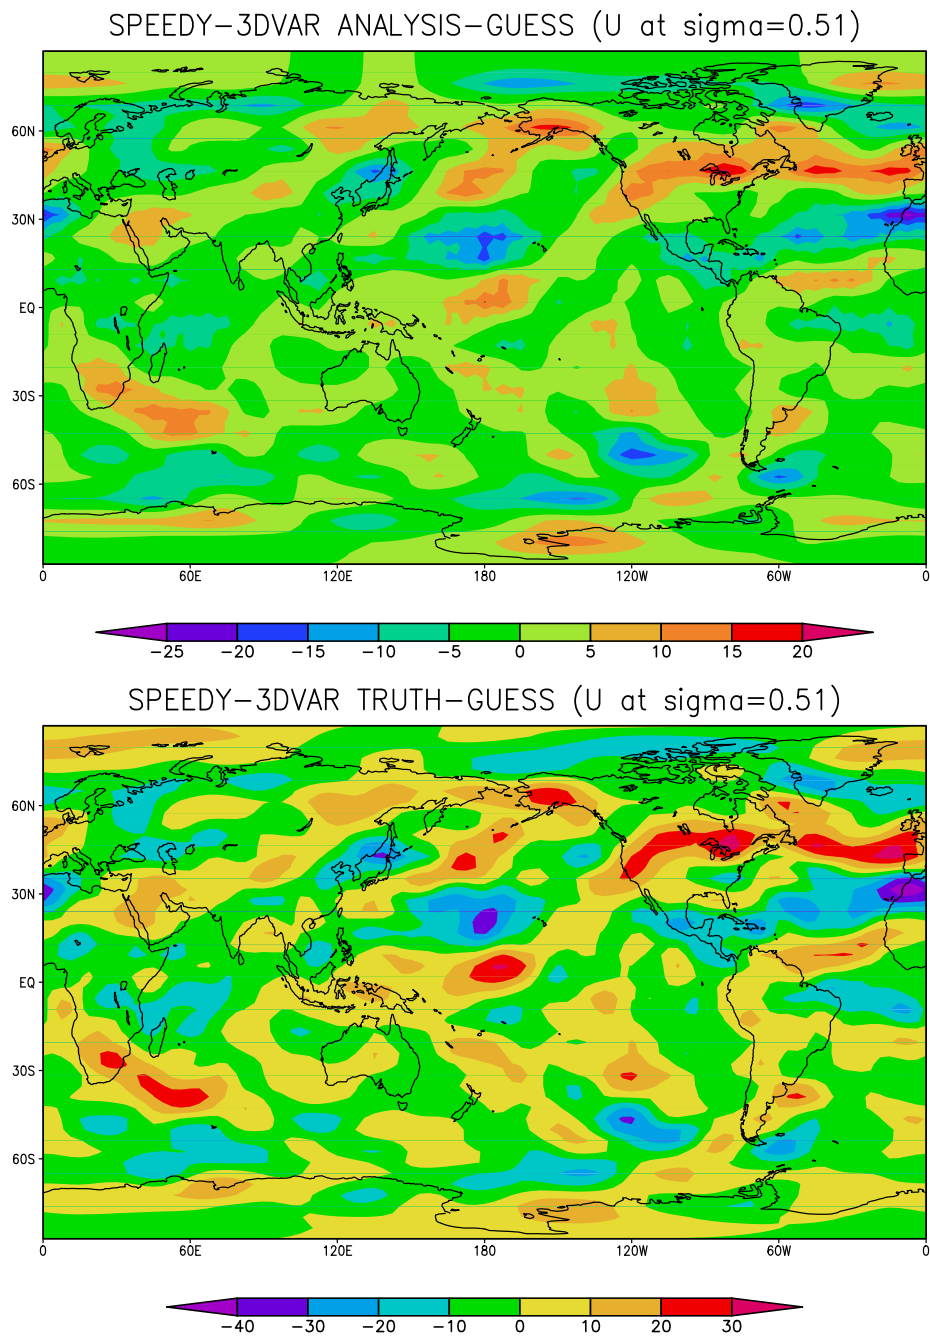 SPEEDY-3DVAR ANALYSIS-GUESS (U at sigma=0.51)
60N
30N
EQ
30S
60S
0 60E 120E 180 120W 60W 0
-25 -20 -15 -10 -5 0 5 10 15 20
SPEEDY-3DVAR TRUTH-GUESS (U at sigma=0.51)
60N
30N
EQ
30S
60S
0 60E 120E 180 120W 60W 0
-40 -30 -20 -10 0 10 20 30